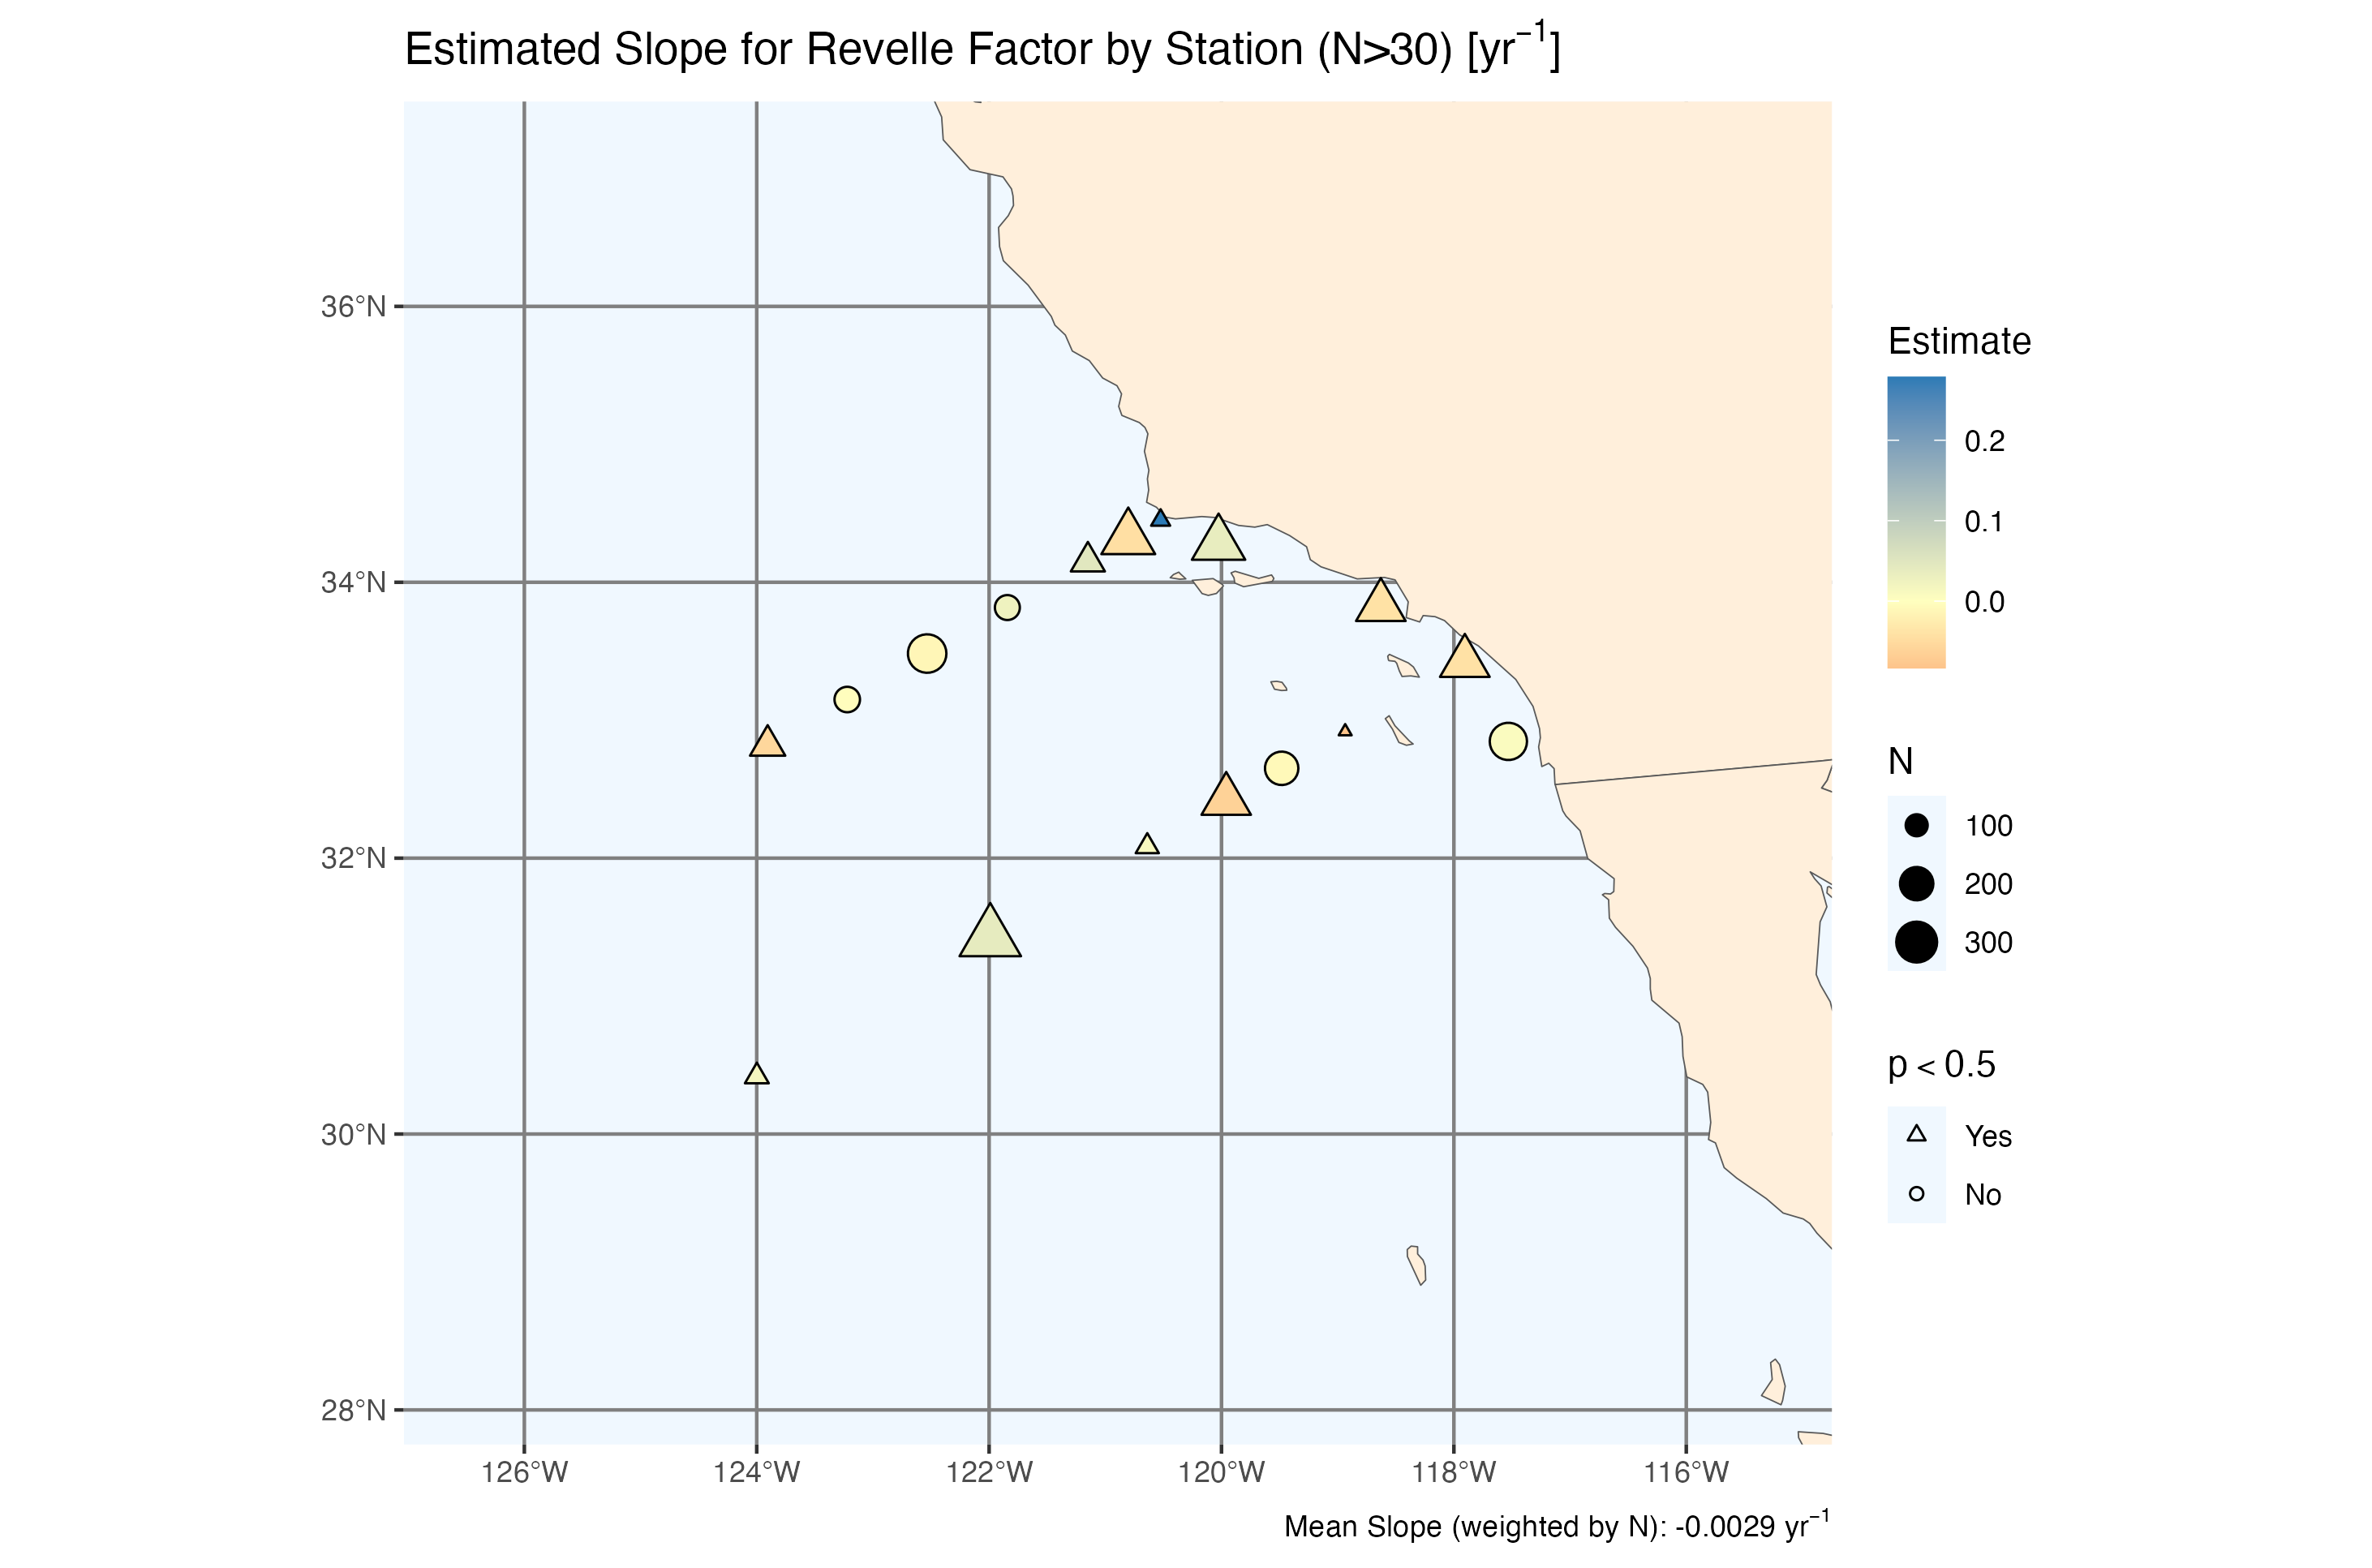 Estimated Slope for Revelle Factor by Station (N>30) [yr⁻¹]
36°N
34°N
32°N
30°N
28°N
126°W 124°W 122°W 120°W 118°W 116°W
Estimate
0.2
0.1
0.0
N
100
200
300
p < 0.5
Yes
No
Mean Slope (weighted by N): -0.0029 yr⁻¹